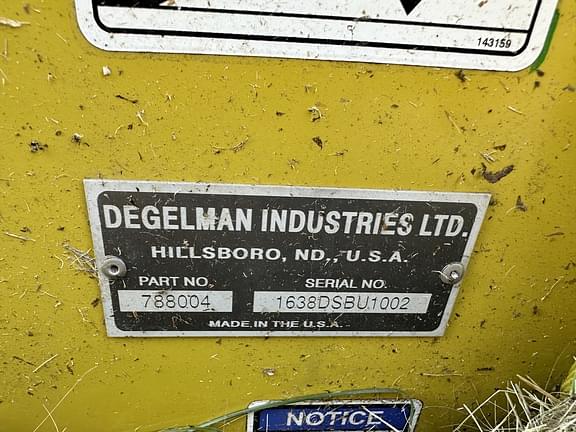 143159
DEGELMAN INDUSTRIES LTD.
HILLSBORO, ND., U.S.A.
PART NO. SERIAL NO.
788004 1638DSBU1002
MADE IN THE U.S.A.
NOTICE